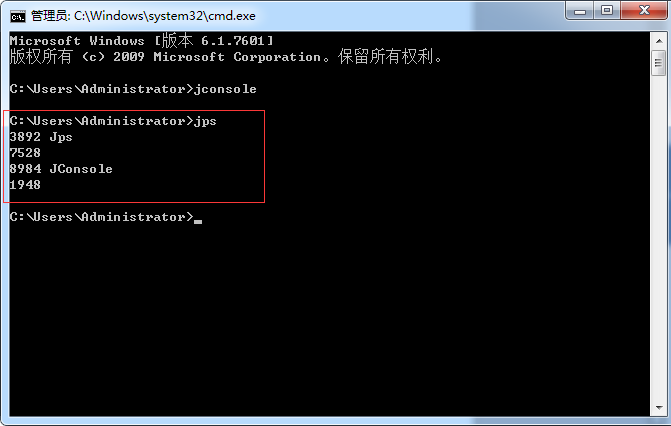 管理员: C:\Windows\system32\cmd.exe
Microsoft Windows [版本 6.1.7601]
版权所有 (c) 2009 Microsoft Corporation。保留所有权利。
C:\Users\Administrator>jconsole
C:\Users\Administrator>jps
3892 Jps
7528
8984 JConsole
1948
C:\Users\Administrator>